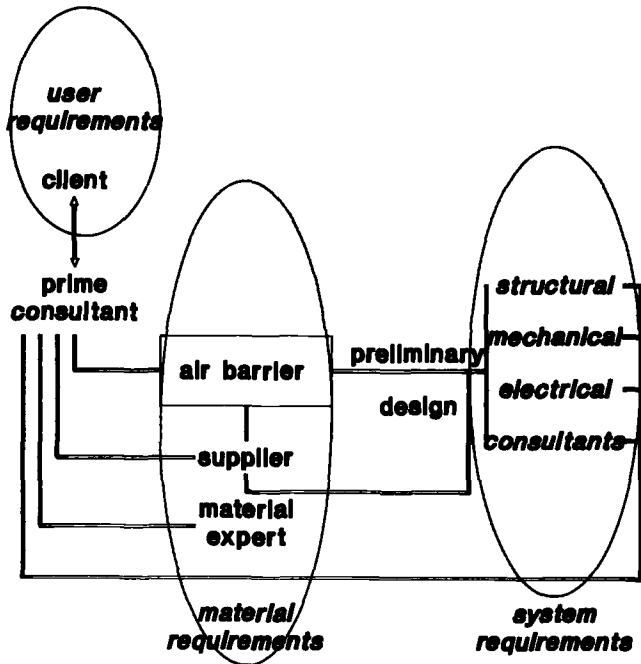 user
requirements
client
prime
consultant
air barrier
preliminary
design
structural
mechanical
electrical
consultants
supplier
material
expert
material
requirements
system
requirements